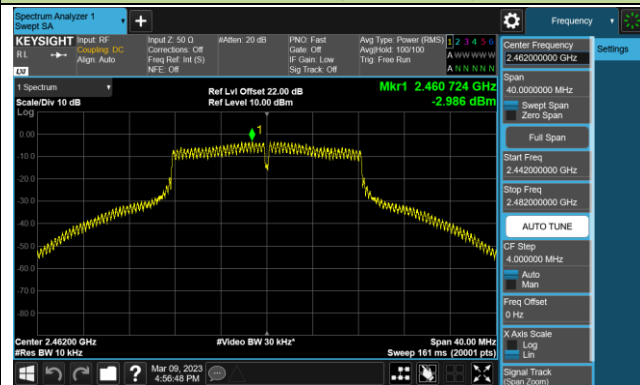 Spectrum Analyzer 1
Swept SA
Frequency
KEYSIGHT
RL
LXI
Input: RF
Coupling: DC
Align: Auto
Input Z: 50 Ω
Corrections: Off
Freq Ref: Int (S)
NFE: Off
#Atten: 20 dB
PNO: Fast
Gate: Off
IF Gain: Low
Sig Track: Off
Avg Type: Power (RMS)
Avg|Hold: 100/100
Trig: Free Run
1 2 3 4 5 6
A W W W W W
A N N N N N
Center Frequency
2.462000000 GHz
Settings
Span
40.0000000 MHz
Swept Span
Zero Span
Full Span
Start Freq
2.442000000 GHz
Stop Freq
2.482000000 GHz
AUTO TUNE
CF Step
4.000000 MHz
Auto
Man
Freq Offset
0 Hz
X Axis Scale
Log
Lin
Signal Track
(Span Zoom)
1 Spectrum
Scale/Div 10 dB
Ref Lvl Offset 22.00 dB
Ref Level 10.00 dBm
Mkr1 2.460 724 GHz
-2.986 dBm
Log
1
0.00
-10.0
-20.0
-30.0
-40.0
-50.0
-60.0
-70.0
-80.0
Center 2.46200 GHz
#Res BW 10 kHz
#Video BW 30 kHz*
Span 40.00 MHz
Sweep 161 ms (20001 pts)
?
Mar 09, 2023
4:56:48 PM